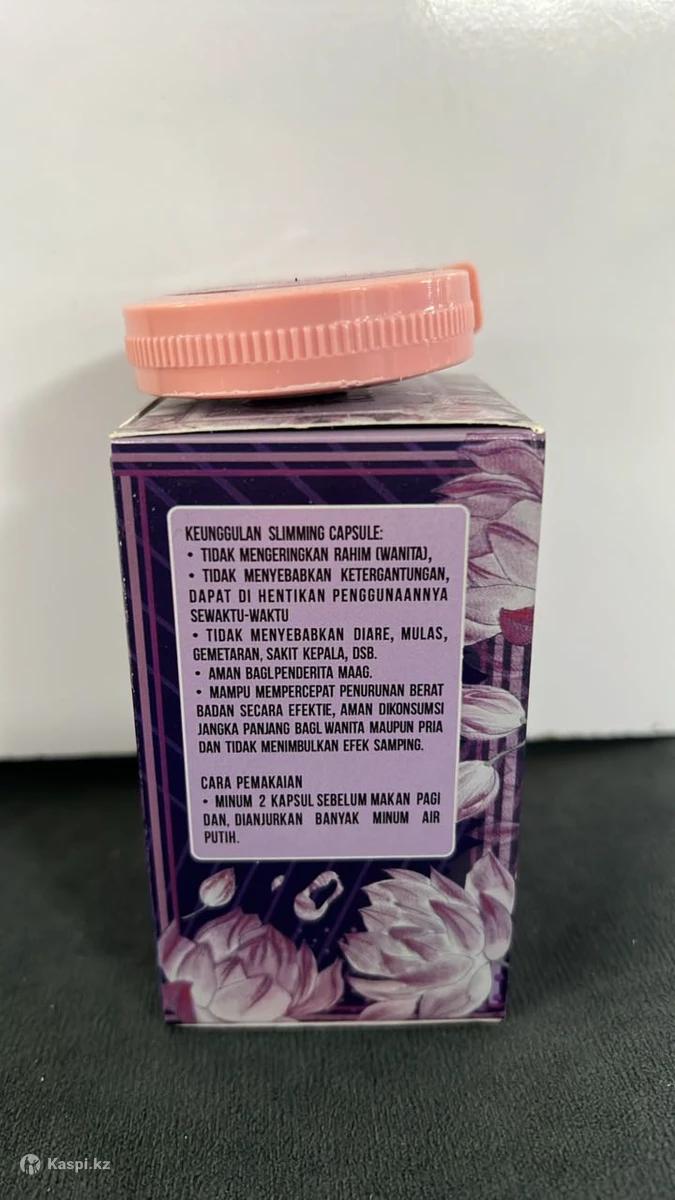 KEUNGGULAN SLIMMING CAPSULE:
• TIDAK MENGERINGKAN RAHIM (WANITA),
• TIDAK MENYEBABKAN KETERGANTUNGAN,
DAPAT DI HENTIKAN PENGGUNAANNYA
SEWAKTU-WAKTU
• TIDAK MENYEBABKAN DIARE, MULAS,
GEMETARAN, SAKIT KEPALA, DSB.
• AMAN BAGI.PENDERITA MAAG.
• MAMPU MEMPERCEPAT PENURUNAN BERAT
BADAN SECARA EFEKTIE, AMAN DIKONSUMSI
JANGKA PANJANG BAGI. WANITA MAUPUN PRIA
DAN TIDAK MENIMBULKAN EFEK SAMPING.
CARA PEMAKAIAN
• MINUM 2 KAPSUL SEBELUM MAKAN PAGI
DAN, DIANJURKAN BANYAK MINUM AIR
PUTIH.
Kaspi.kz